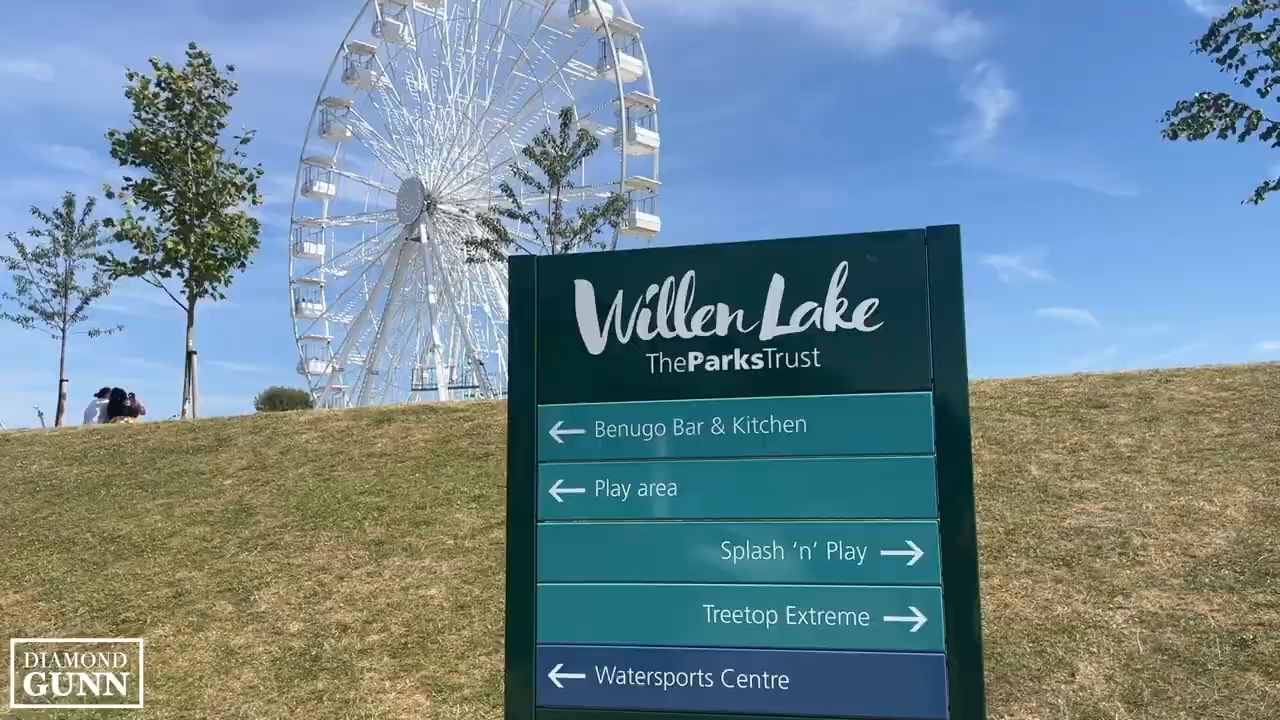 Willen Lake
TheParksTrust
← Benugo Bar & Kitchen
← Play area
Splash ‘n’ Play →
Treetop Extreme →
← Watersports Centre
DIAMOND
GUNN